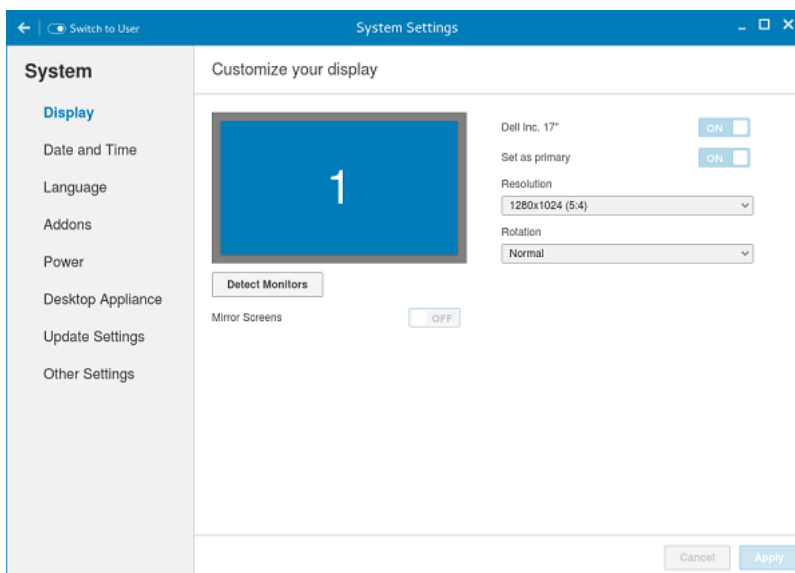 Switch to User
System Settings
System
Display
Date and Time
Language
Addons
Power
Desktop Appliance
Update Settings
Other Settings
Customize your display
1
Detect Monitors
Mirror Screens OFF
Dell Inc. 17" ON
Set as primary ON
Resolution
1280x1024 (5:4)
Rotation
Normal
Cancel Apply